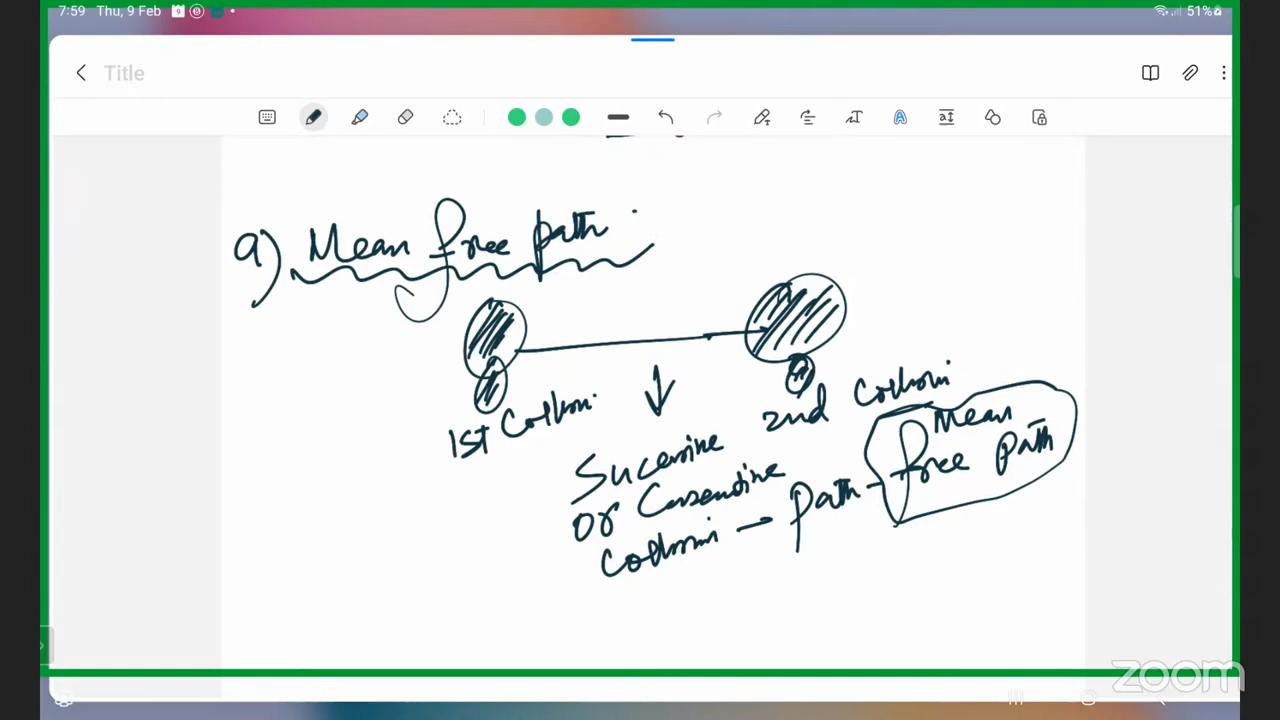 7:59 Thu, 9 Feb
51%
Title
a) Mean free path
1st Collision
2nd Collision
Successive
or Consecutive
Collision - path - Mean free path
zoom